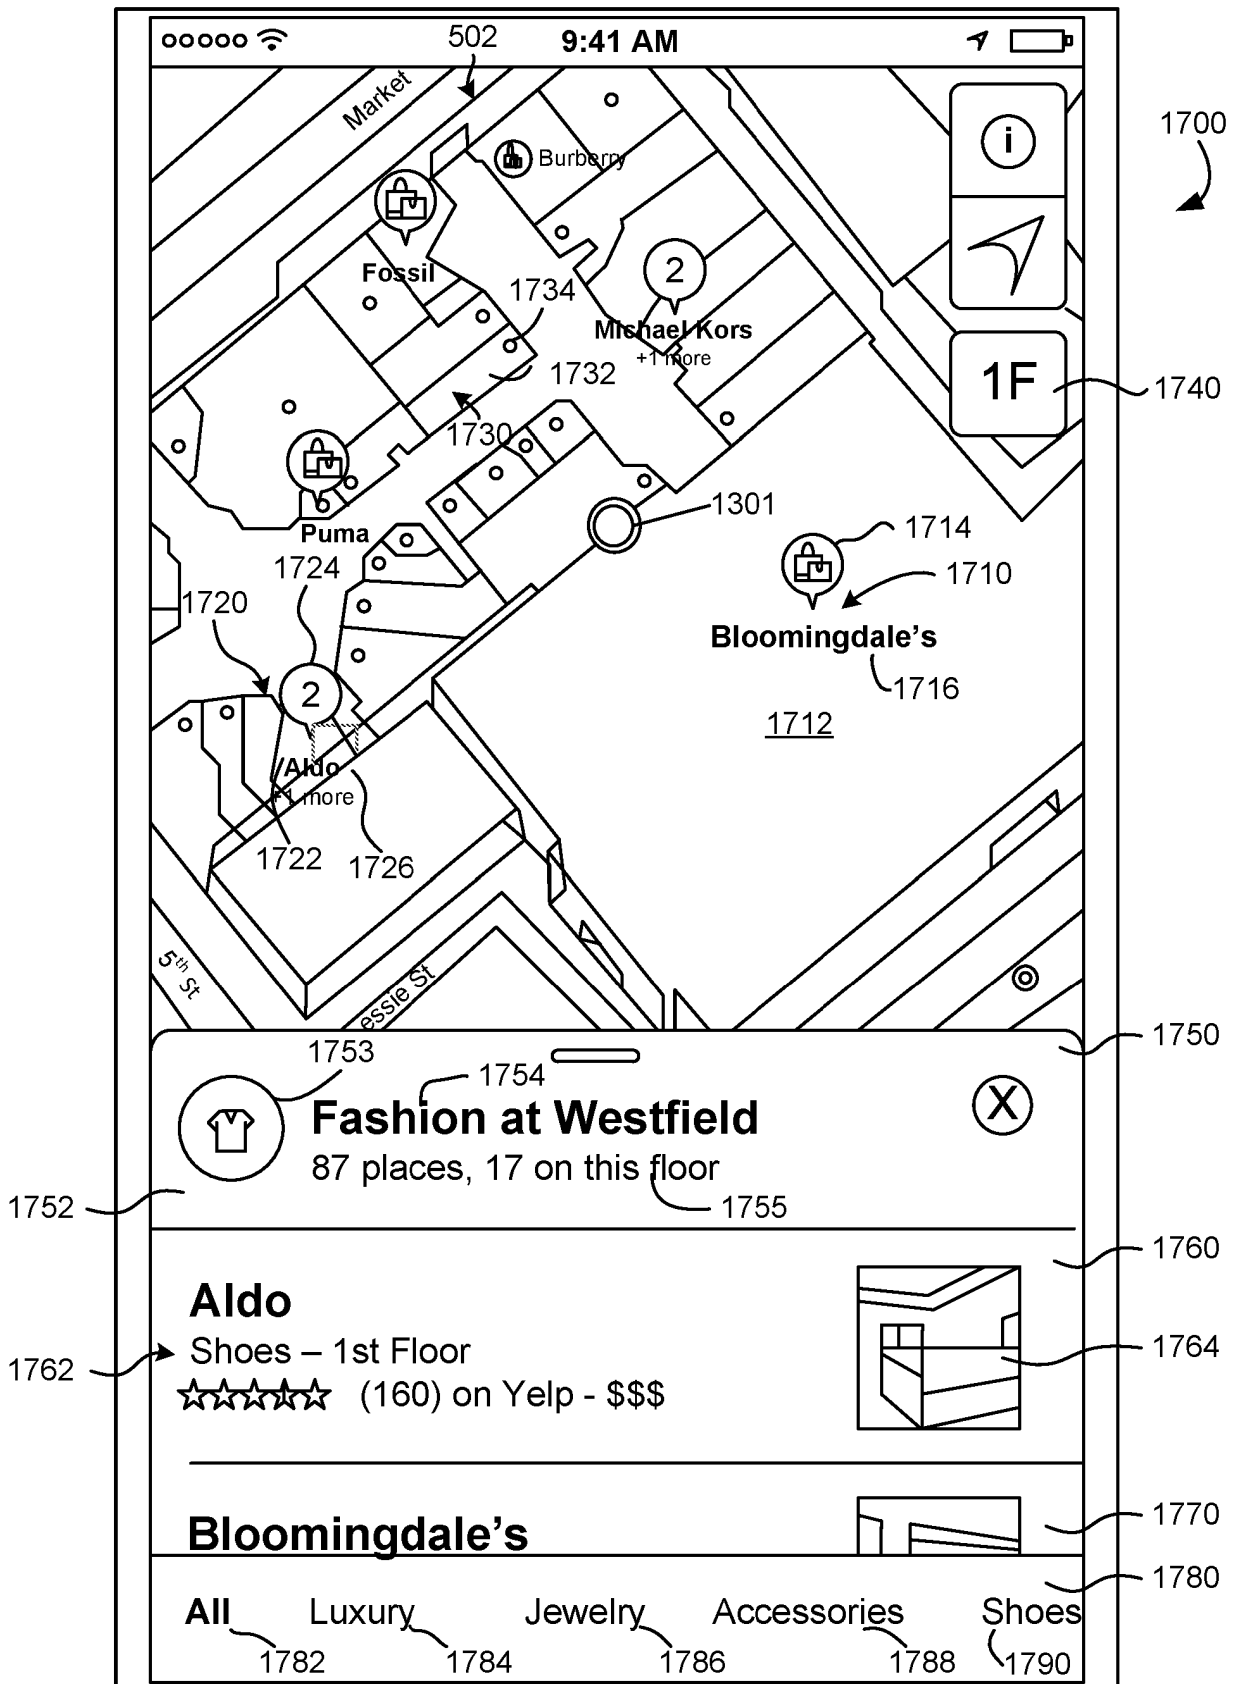 502
9:41 AM
Market
i
1700
Burberry
Fossil
2
1734
Michael Kors
+1 more
1732
1F
1740
1730
1301
Puma
1714
1724
1710
1720
Bloomingdale's
1716
2
1712
Aldo
+1 more
1722
1726
5th St
essie St
1750
1753
1754
Fashion at Westfield
X
87 places, 17 on this floor
1752
1755
1760
Aldo
Shoes – 1st Floor
1762
1764
(160) on Yelp - $$$
Bloomingdale's
1770
1780
All Luxury Jewelry Accessories Shoes
1782 1784 1786 1788 1790